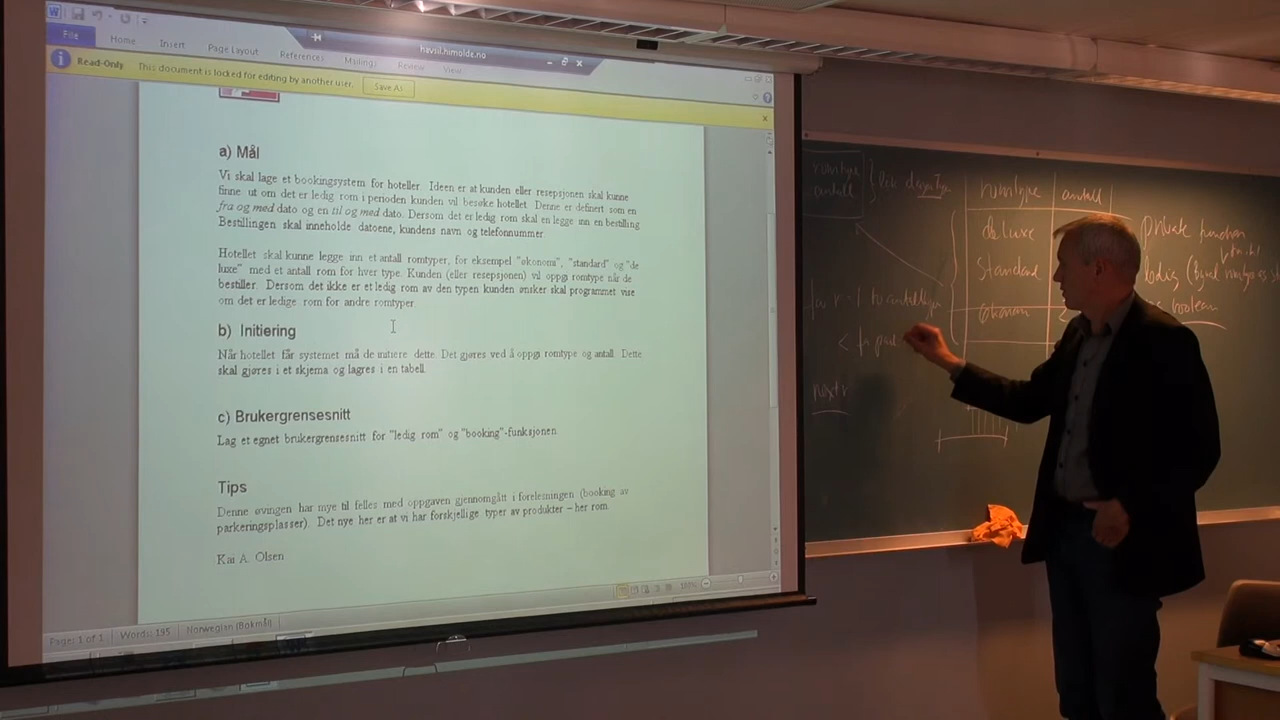 File Home Insert Page Layout References Mailings Review View
havsil.himolde.no
Read-Only This document is locked for editing by another user.
a) Mål
Vi skal lage et bookingsystem for hoteller. Ideen er at kunden eller resepsjonen skal kunne
finne ut om det er ledig rom i perioden kunden vil besøke hotellet. Denne er definert som en
fra og med dato og en til og med dato. Dersom det er ledig rom skal en legge inn en bestilling
Bestillingen skal inneholde datoene, kundens navn og telefonnummer.
Hotellet skal kunne legge inn et antall romtyper, for eksempel "økonomi", "standard" og "de
luxe" med et antall rom for hver type. Kunden (eller resepsjonen) vil oppgi romtype når de
bestiller. Dersom det ikke er et ledig rom av den typen kunden ønsker skal programmet vise
om det er ledige rom for andre romtyper.
b) Initiering
Når hotellet får systemet må de initiere dette. Det gjøres ved å oppgi romtype og antall. Dette
skal gjøres i et skjema og lagres i en tabell.
c) Brukergrensesnitt
Lag et egnet brukergrensesnitt for "ledig rom" og "booking"-funksjonen.
Tips
Denne øvingen har mye til felles med oppgaven gjennomgått i forelesningen (booking av
parkeringsplasser). Det nye her er at vi har forskjellige typer av produkter – her rom.
Kai A. Olsen
Page: 1 of 1 Words: 195 Norwegian (Bokmål)
romtype
antall
romtype antall
de luxe
standard
økonomi
private function
boolean
for r = 1 to
next r